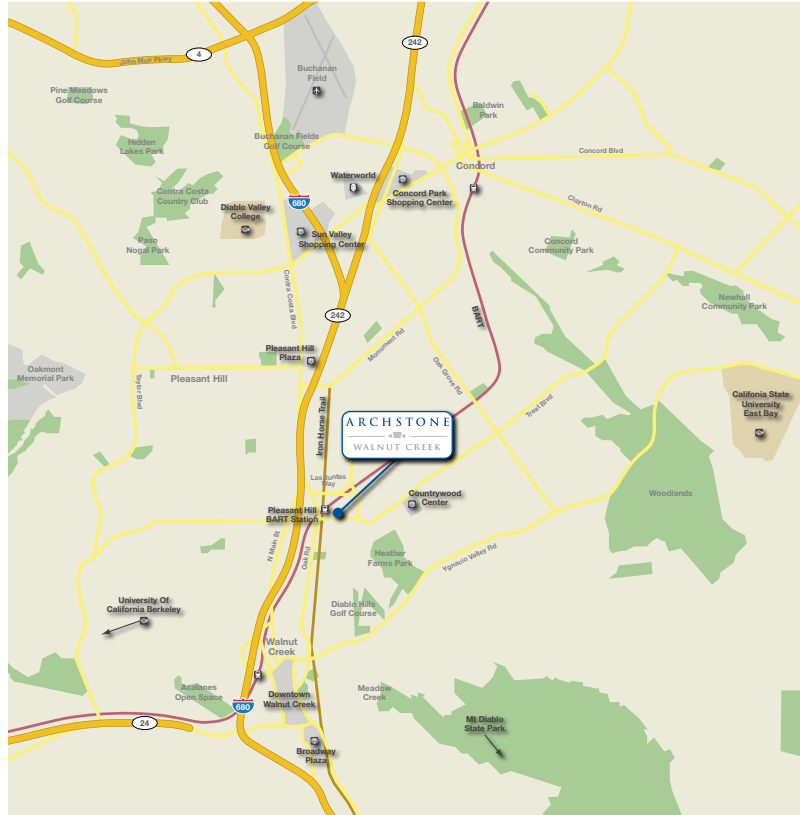 242
4
John Muir Pkwy
Buchanan
Field
Pine Meadows
Golf Course
Baldwin
Park
Hidden
Lakes Park
Buchanan Fields
Golf Course
Concord Blvd
Concord
Waterworld
Concord Park
Shopping Center
Contra Costa
Country Club
680
Clayton Rd
Diablo Valley
College
Sun Valley
Shopping Center
Paso
Nogal Park
Concord
Community Park
Contra Costa Blvd
Newhall
Community Park
242
BART
Monument Rd
Pleasant Hill
Plaza
Oak Grove Rd
Oakmont
Memorial Park
Taylor Blvd
Pleasant Hill
Califonia State
University
East Bay
Iron Horse Trail
Treat Blvd
ARCHSTONE
WALNUT CREEK
Las Juntas
Way
Countrywood
Center
Woodlands
Pleasant Hill
BART Station
N Main St
Oak Rd
Heather
Farms Park
Ygnacio Valley Rd
University Of
California Berkeley
Diablo Hills
Golf Course
Walnut
Creek
Acalanes
Open Space
Downtown
Walnut Creek
Meadow
Creek
680
24
Mt Diablo
State Park
Broadway
Plaza